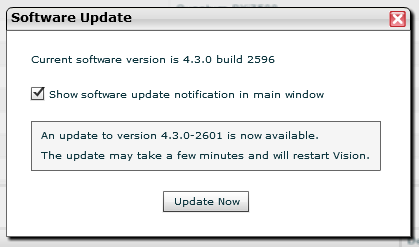 Software Update
Current software version is 4.3.0 build 2596
Show software update notification in main window
An update to version 4.3.0-2601 is now available.
The update may take a few minutes and will restart Vision.
Update Now